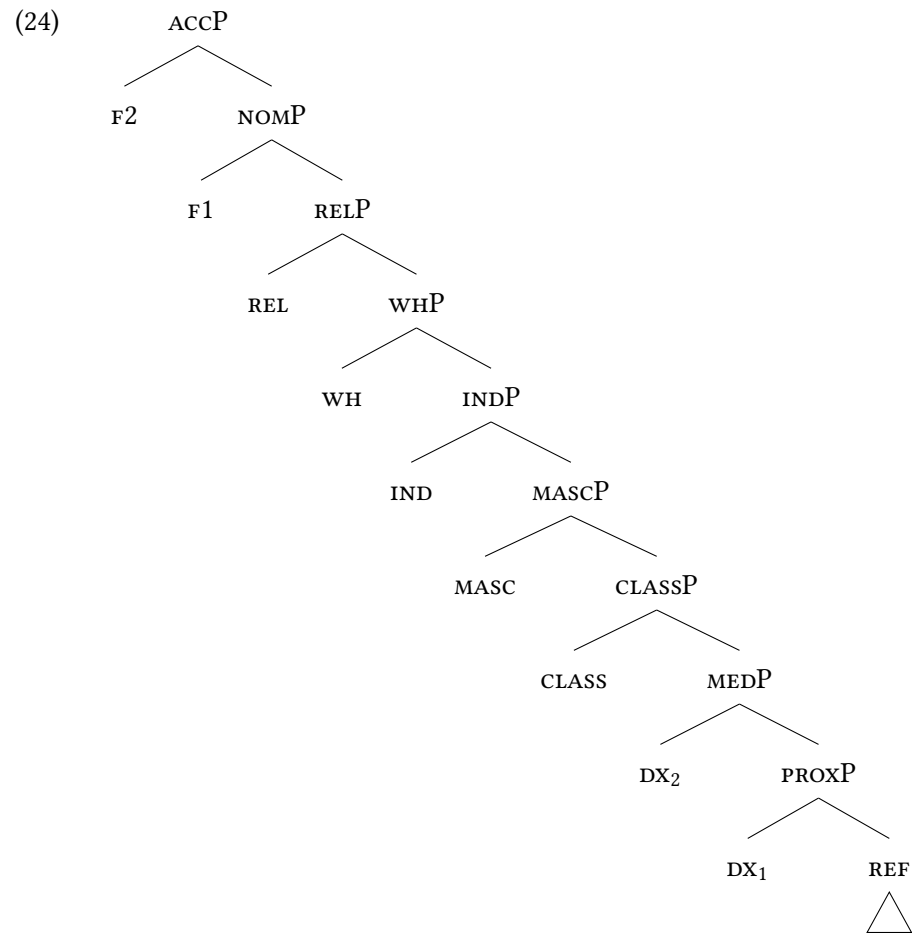 (24) ACCP
F2 NOMP
F1 RELP
REL WHP
WH INDP
IND MASCP
MASC CLASSP
CLASS MEDP
DX2 PROXP
DX1 REF